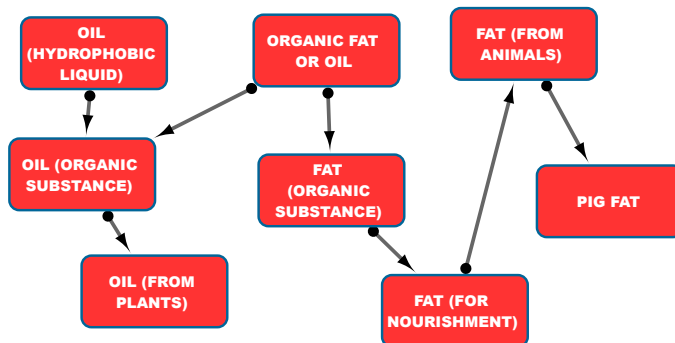 OIL
(HYDROPHOBIC
LIQUID)
ORGANIC FAT
OR OIL
FAT (FROM
ANIMALS)
OIL (ORGANIC
SUBSTANCE)
FAT
(ORGANIC
SUBSTANCE)
PIG FAT
OIL (FROM
PLANTS)
FAT (FOR
NOURISHMENT)